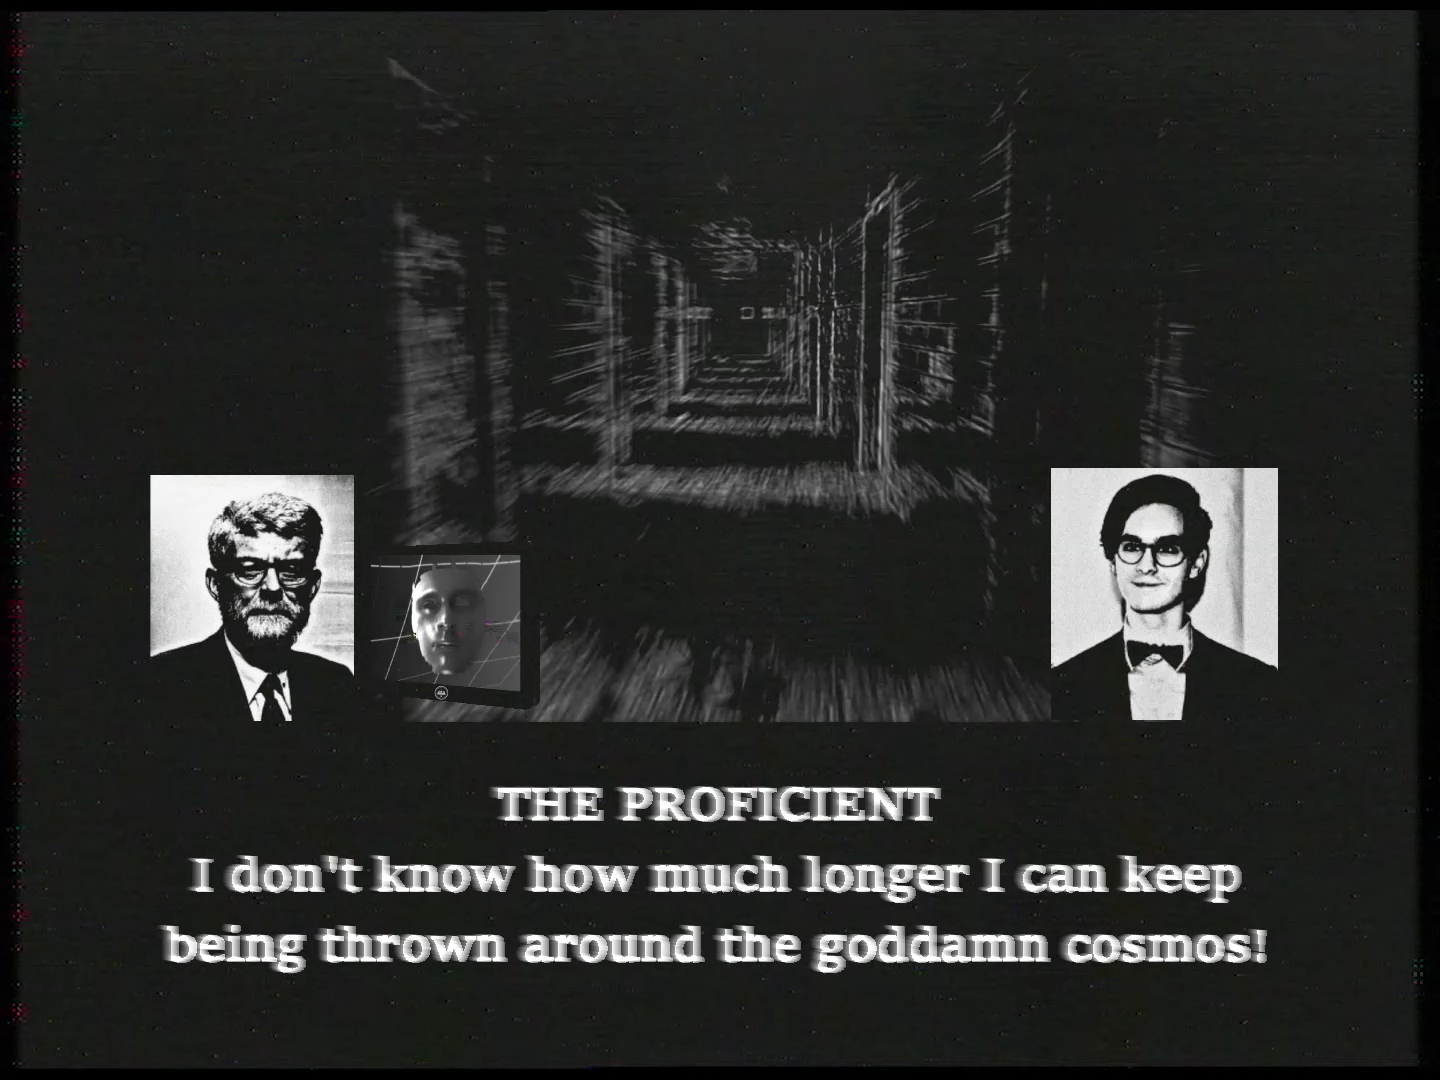 THE PROFICIENT
I don't know how much longer I can keep
being thrown around the goddamn cosmos!